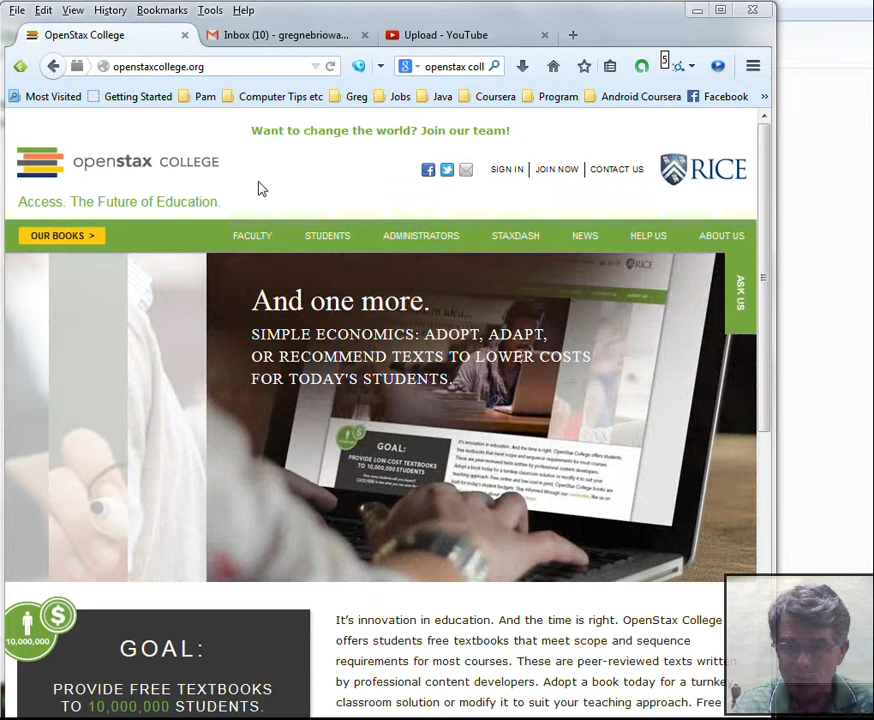 File Edit View History Bookmarks Tools Help
OpenStax College × Inbox (10) - gregnebriowa... × Upload - YouTube × +
openstaxcollege.org openstax coll 5
Most Visited Getting Started Pam Computer Tips etc Greg Jobs Java Coursera Program Android Coursera Facebook »
Want to change the world? Join our team!
openstax COLLEGE
SIGN IN | JOIN NOW | CONTACT US
RICE
Access. The Future of Education.
OUR BOOKS >
FACULTY STUDENTS ADMINISTRATORS STAXDASH NEWS HELP US ABOUT US
ASK US
And one more.
SIMPLE ECONOMICS: ADOPT, ADAPT,
OR RECOMMEND TEXTS TO LOWER COSTS
FOR TODAY'S STUDENTS.
RICE
GOAL:
PROVIDE LOW-COST TEXTBOOKS
TO 10,000,000 STUDENTS
$
10,000,000
GOAL:
PROVIDE FREE TEXTBOOKS
TO 10,000,000 STUDENTS.
It's innovation in education. And the time is right. OpenStax College
offers students free textbooks that meet scope and sequence
requirements for most courses. These are peer-reviewed texts written
by professional content developers. Adopt a book today for a turnkey
classroom solution or modify it to suit your teaching approach. Free